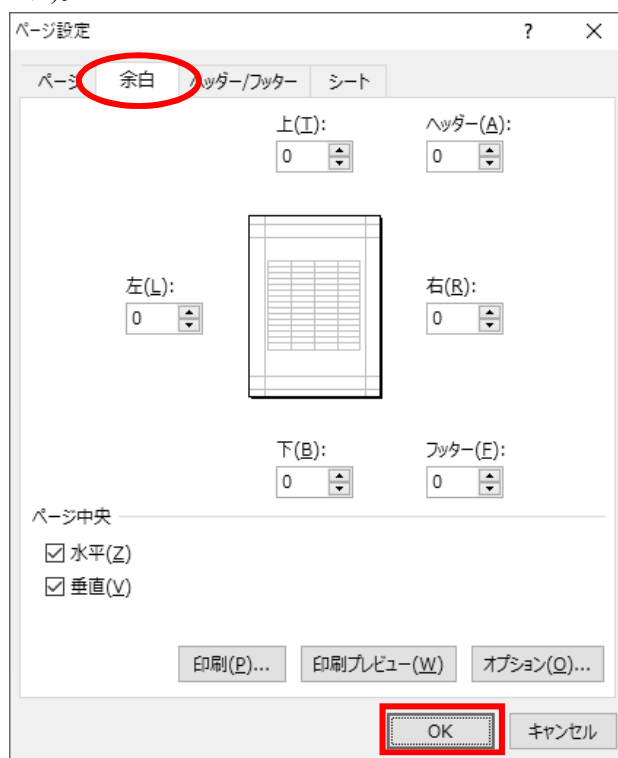 ページ設定 ? ×
余白 ヘッダー/フッター シート
上(T): ヘッダー(A):
0 0
左(L): 右(R):
0 0
下(B): フッター(F):
0 0
ページ中央
水平(Z)
垂直(V)
印刷(P)... 印刷プレビュー(W) オプション(O)...
OK キャンセル